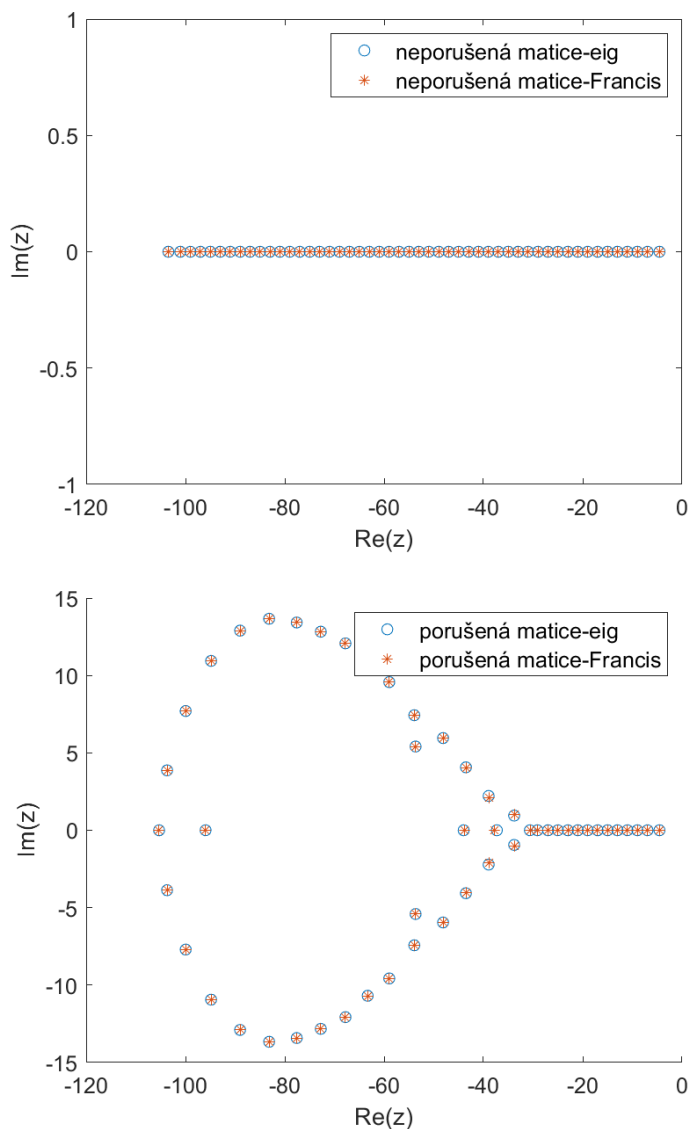 1
0.5
0
-0.5
-1
Im(z)
neporušená matice-eig
neporušená matice-Francis
-120 -100 -80 -60 -40 -20 0
Re(z)
15
10
5
0
-5
-10
-15
Im(z)
porušená matice-eig
porušená matice-Francis
-120 -100 -80 -60 -40 -20 0
Re(z)